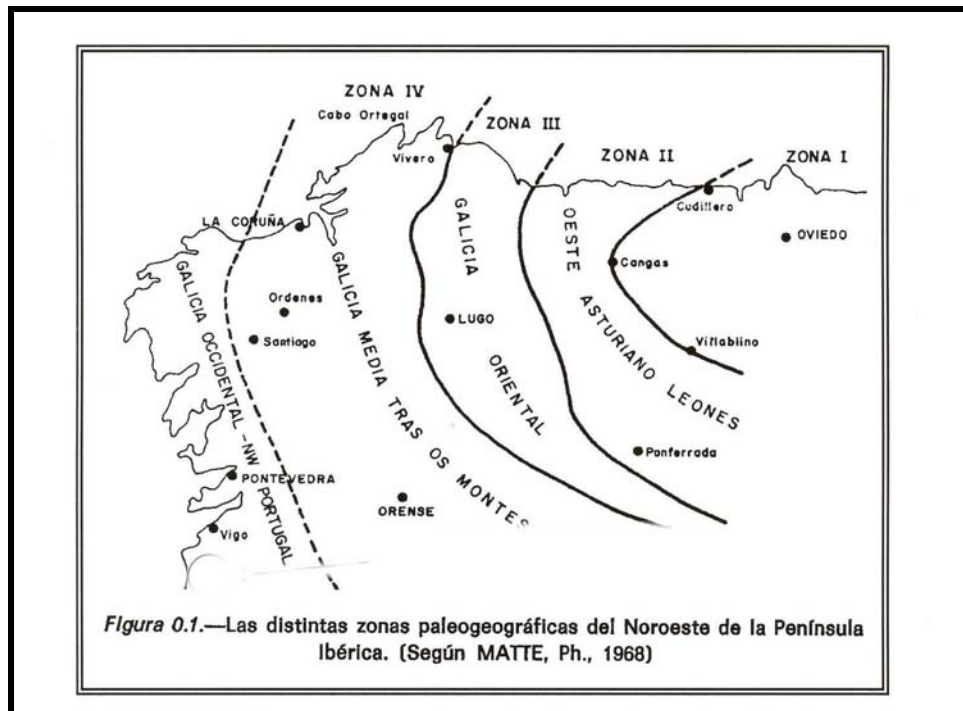 ZONA IV
Cabo Ortegal
ZONA III
Vivero
ZONA II
ZONA I
Cudillero
LA CORUÑA
OVIEDO
Cangas
GALICIA OCCIDENTAL-NW PORTUGAL
Ordenes
Santiago
GALICIA MEDIA TRAS OS MONTES
GALICIA ORIENTAL
LUGO
OESTE ASTURIANO LEONES
Villablino
Ponferrada
PONTEVEDRA
ORENSE
Vigo
Figura 0.1.—Las distintas zonas paleogeográficas del Noroeste de la Península
Ibérica. (Según MATTE, Ph., 1968)